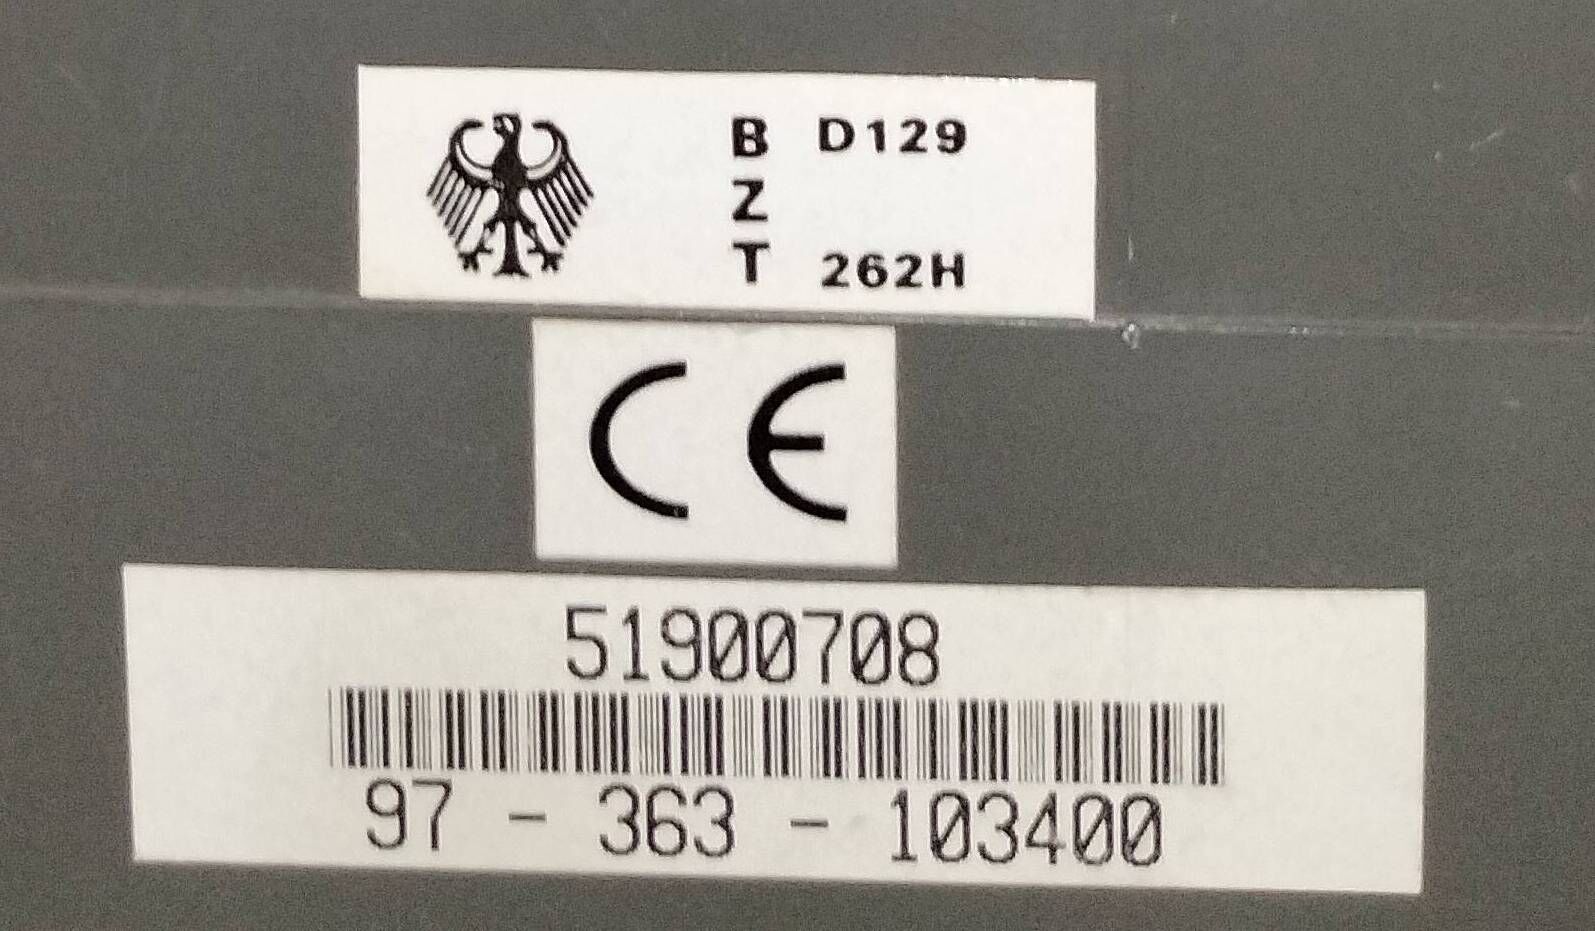 B D129
Z
T 262H
CE
51900708
97 - 363 - 103400